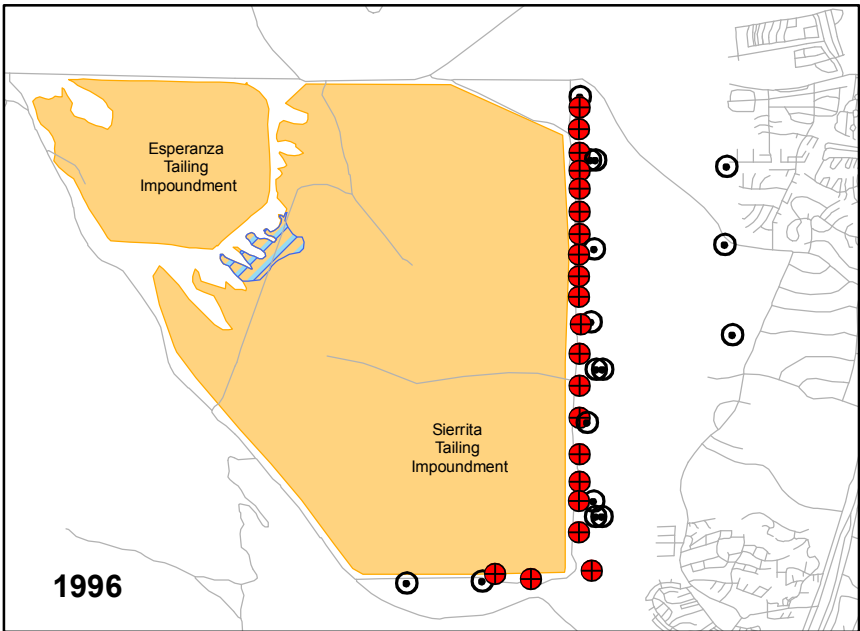 Esperanza
Tailing
Impoundment
Sierrita
Tailing
Impoundment
1996